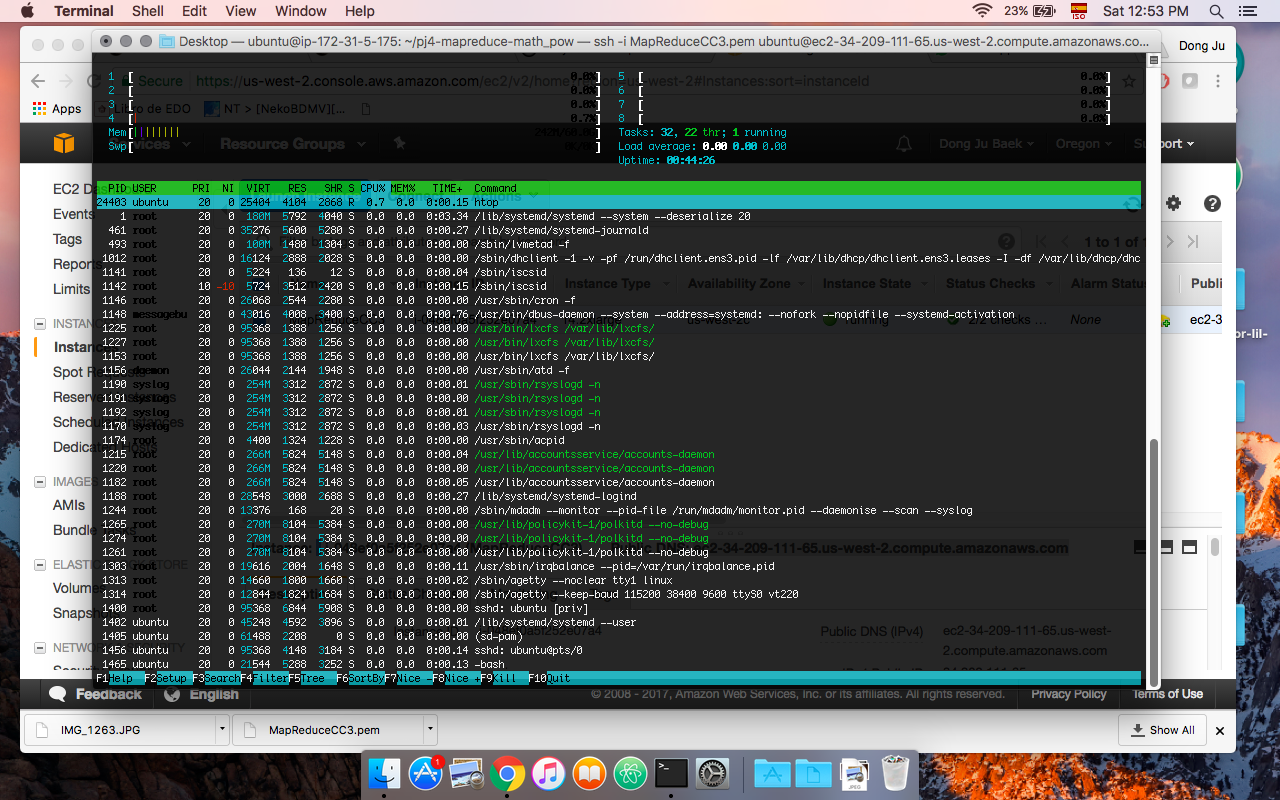 Terminal Shell Edit View Window Help 23% ISO Sat 12:53 PM
Desktop — ubuntu@ip-172-31-5-175: ~/pj4-mapreduce-math_pow — ssh -i MapReduceCC3.pem ubuntu@ec2-34-209-111-65.us-west-2.compute.amazonaws.co...
Dong Ju
Secure https://us-west-2.console.aws.amazon.com/ec2/v2/home?region=us-west-2#Instances:sort=instanceId
Apps Libro de EDO NT > [NekoBDMV][...
1 [ 0.0%] 5 [ 0.0%]
2 [ 0.0%] 6 [ 0.0%]
3 [ 0.0%] 7 [ 0.0%]
4 [ 0.7%] 8 [ 0.0%]
Mem[||||||| ] Tasks: 32, 22 thr; 1 running
Swp[ ] Load average: 0.00 0.00 0.00
Uptime: 00:44:26
Services Resource Groups Dong Ju Baek Oregon Support
PID USER PRI NI VIRT RES SHR S CPU% MEM% TIME+ Command
24403 ubuntu 20 0 25404 4104 2868 R 0.7 0.0 0:00.15 htop
1 root 20 0 180M 5792 4040 S 0.0 0.0 0:03.34 /lib/systemd/systemd --system --deserialize 20
461 root 20 0 35276 5600 5280 S 0.0 0.0 0:00.27 /lib/systemd/systemd-journald
493 root 20 0 100M 1480 1304 S 0.0 0.0 0:00.00 /sbin/lvmetad -f
1012 root 20 0 16124 2888 2028 S 0.0 0.0 0:00.00 /sbin/dhclient -1 -v -pf /run/dhclient.ens3.pid -lf /var/lib/dhcp/dhclient.ens3.leases -I -df /var/lib/dhcp/dhc
1141 root 20 0 5224 136 12 S 0.0 0.0 0:00.04 /sbin/iscsid
1142 root 10 -10 5724 3512 2420 S 0.0 0.0 0:00.15 /sbin/iscsid
1146 root 20 0 26068 2544 2280 S 0.0 0.0 0:00.00 /usr/sbin/cron -f
1148 messagebu 20 0 43016 4008 3401 S 0.0 0.0 0:00.76 /usr/bin/dbus-daemon --system --address=systemd: --nofork --nopidfile --systemd-activation
1225 root 20 0 95368 1388 1256 S 0.0 0.0 0:00.00 /usr/bin/lxcfs /var/lib/lxcfs/
1227 root 20 0 95368 1388 1256 S 0.0 0.0 0:00.00 /usr/bin/lxcfs /var/lib/lxcfs/
1153 root 20 0 95368 1388 1256 S 0.0 0.0 0:00.00 /usr/bin/lxcfs /var/lib/lxcfs/
1156 daemon 20 0 26044 2144 1948 S 0.0 0.0 0:00.00 /usr/sbin/atd -f
1190 syslog 20 0 254M 3312 2872 S 0.0 0.0 0:00.01 /usr/sbin/rsyslogd -n
1191 syslog 20 0 254M 3312 2872 S 0.0 0.0 0:00.00 /usr/sbin/rsyslogd -n
1192 syslog 20 0 254M 3312 2872 S 0.0 0.0 0:00.01 /usr/sbin/rsyslogd -n
1170 syslog 20 0 254M 3312 2872 S 0.0 0.0 0:00.03 /usr/sbin/rsyslogd -n
1174 root 20 0 4400 1324 1228 S 0.0 0.0 0:00.00 /usr/sbin/acpid
1215 root 20 0 266M 5824 5148 S 0.0 0.0 0:00.04 /usr/lib/accountsservice/accounts-daemon
1220 root 20 0 266M 5824 5148 S 0.0 0.0 0:00.00 /usr/lib/accountsservice/accounts-daemon
1182 root 20 0 266M 5824 5148 S 0.0 0.0 0:00.05 /usr/lib/accountsservice/accounts-daemon
1188 root 20 0 28548 3000 2688 S 0.0 0.0 0:00.27 /lib/systemd/systemd-logind
1244 root 20 0 13376 168 20 S 0.0 0.0 0:00.00 /sbin/mdadm --monitor --pid-file /run/mdadm/monitor.pid --daemonise --scan --syslog
1265 root 20 0 270M 8104 5384 S 0.0 0.0 0:00.00 /usr/lib/policykit-1/polkitd --no-debug
1274 root 20 0 270M 8104 5384 S 0.0 0.0 0:00.00 /usr/lib/policykit-1/polkitd --no-debug
1261 root 20 0 270M 8104 5384 S 0.0 0.0 0:00.00 /usr/lib/policykit-1/polkitd --no-debug
1303 root 20 0 19616 2004 1648 S 0.0 0.0 0:00.11 /usr/sbin/irqbalance --pid=/var/run/irqbalance.pid
1313 root 20 0 14660 1800 1660 S 0.0 0.0 0:00.02 /sbin/agetty --noclear tty1 linux
1314 root 20 0 12844 1824 1684 S 0.0 0.0 0:00.00 /sbin/agetty --keep-baud 115200 38400 9600 ttyS0 vt220
1400 root 20 0 95368 6844 5908 S 0.0 0.0 0:00.00 sshd: ubuntu [priv]
1402 ubuntu 20 0 45248 4592 3896 S 0.0 0.0 0:00.01 /lib/systemd/systemd --user
1405 ubuntu 20 0 61488 2208 0 S 0.0 0.0 0:00.00 (sd-pam)
1456 ubuntu 20 0 95368 4148 3184 S 0.0 0.0 0:00.14 sshd: ubuntu@pts/0
1465 ubuntu 20 0 21544 5288 3252 S 0.0 0.0 0:00.13 -bash
F1Help F2Setup F3SearchF4FilterF5Tree F6SortByF7Nice -F8Nice +F9Kill F10Quit
EC2
Events
Tags
Reports
Limits
INSTANC
Instanc
Spot Requests
Reserved Instances
Scheduled Instances
Dedicated Hosts
IMAGES
AMIs
Bundle
ELASTIC
Volumes
Snapshots
NETWORK
Actions
1 to 1 of 1
Instance Type Availability Zone Instance State Status Checks Alarm Status Publi
running 2/2 checks ... None ec2-3
or-lil-
ec2-34-209-111-65.us-west-2.compute.amazonaws.com
Public DNS (IPv4) ec2-34-209-111-65.us-west-
2.compute.amazonaws.com
Feedback English © 2008 - 2017, Amazon Web Services, Inc. or its affiliates. All rights reserved. Privacy Policy Terms of Use
IMG_1263.JPG MapReduceCC3.pem Show All
1
JPEG